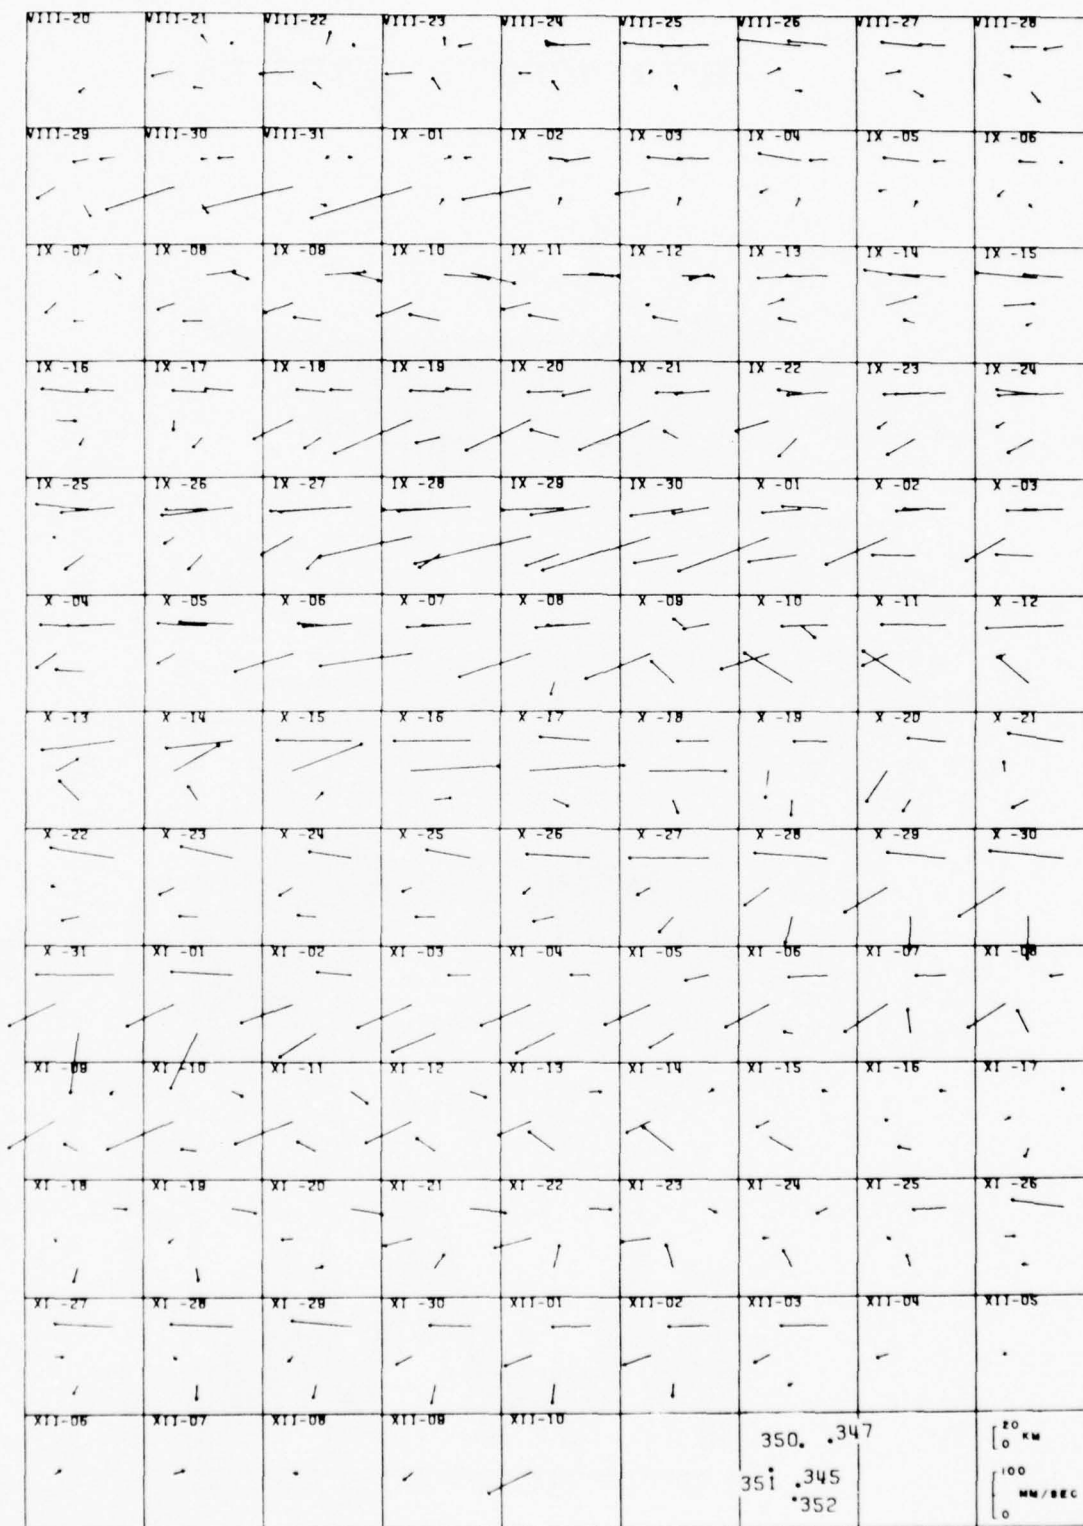 VIII-20 VIII-21 VIII-22 VIII-23 VIII-24 VIII-25 VIII-26 VIII-27 VIII-28
VIII-29 VIII-30 VIII-31 IX -01 IX -02 IX -03 IX -04 IX -05 IX -06
IX -07 IX -08 IX -09 IX -10 IX -11 IX -12 IX -13 IX -14 IX -15
IX -16 IX -17 IX -18 IX -19 IX -20 IX -21 IX -22 IX -23 IX -24
IX -25 IX -26 IX -27 IX -28 IX -29 IX -30 X -01 X -02 X -03
X -04 X -05 X -06 X -07 X -08 X -09 X -10 X -11 X -12
X -13 X -14 X -15 X -16 X -17 X -18 X -19 X -20 X -21
X -22 X -23 X -24 X -25 X -26 X -27 X -28 X -29 X -30
X -31 XI -01 XI -02 XI -03 XI -04 XI -05 XI -06 XI -07 XI -08
XI -09 XI -10 XI -11 XI -12 XI -13 XI -14 XI -15 XI -16 XI -17
XI -18 XI -19 XI -20 XI -21 XI -22 XI -23 XI -24 XI -25 XI -26
XI -27 XI -28 XI -29 XI -30 XII-01 XII-02 XII-03 XII-04 XII-05
XII-06 XII-07 XII-08 XII-09 XII-10
350 347
351 345
352
20
0 KM
100
MM/SEC
0